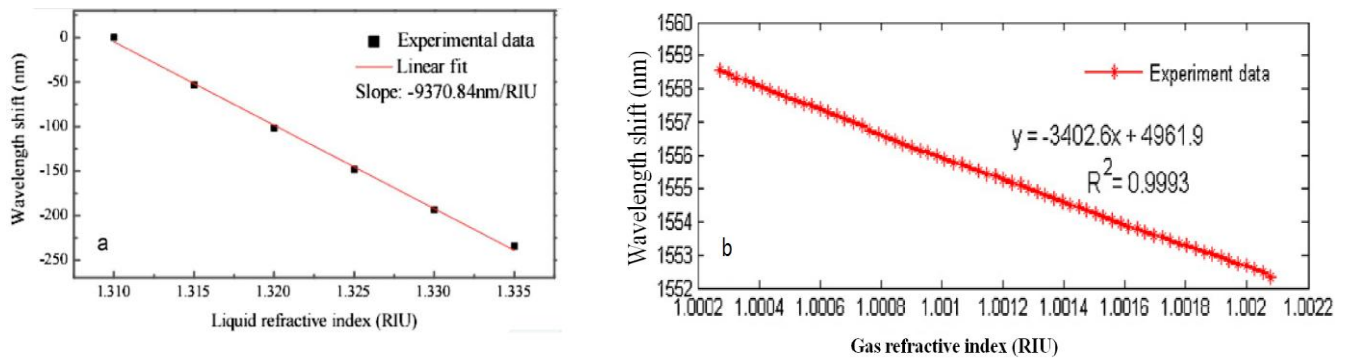 0
-50
-100
-150
-200
-250
Wavelength shift (nm)
Experimental data
Linear fit
Slope: -9370.84nm/RIU
a
1.310 1.315 1.320 1.325 1.330 1.335
Liquid refractive index (RIU)
1560
1559
1558
1557
1556
1555
1554
1553
1552
Wavelength shift (nm)
Experiment data
y = -3402.6x + 4961.9
R²= 0.9993
b
1.0002 1.0004 1.0006 1.0008 1.001 1.0012 1.0014 1.0016 1.0018 1.002 1.0022
Gas refractive index (RIU)